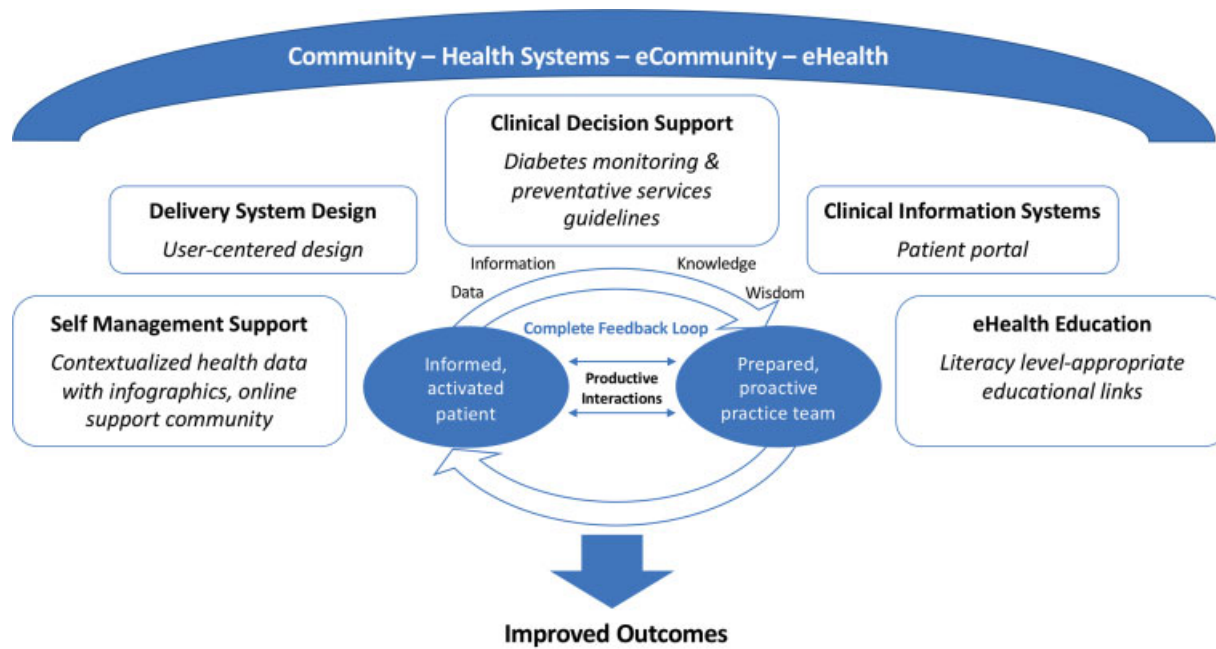 Community – Health Systems – eCommunity – eHealth
Clinical Decision Support
Diabetes monitoring &
preventative services
guidelines
Delivery System Design
User-centered design
Clinical Information Systems
Patient portal
Information
Knowledge
Data
Wisdom
Self Management Support
Contextualized health data
with infographics, online
support community
Complete Feedback Loop
Informed,
activated
patient
Productive
Interactions
Prepared,
proactive
practice team
eHealth Education
Literacy level-appropriate
educational links
Improved Outcomes